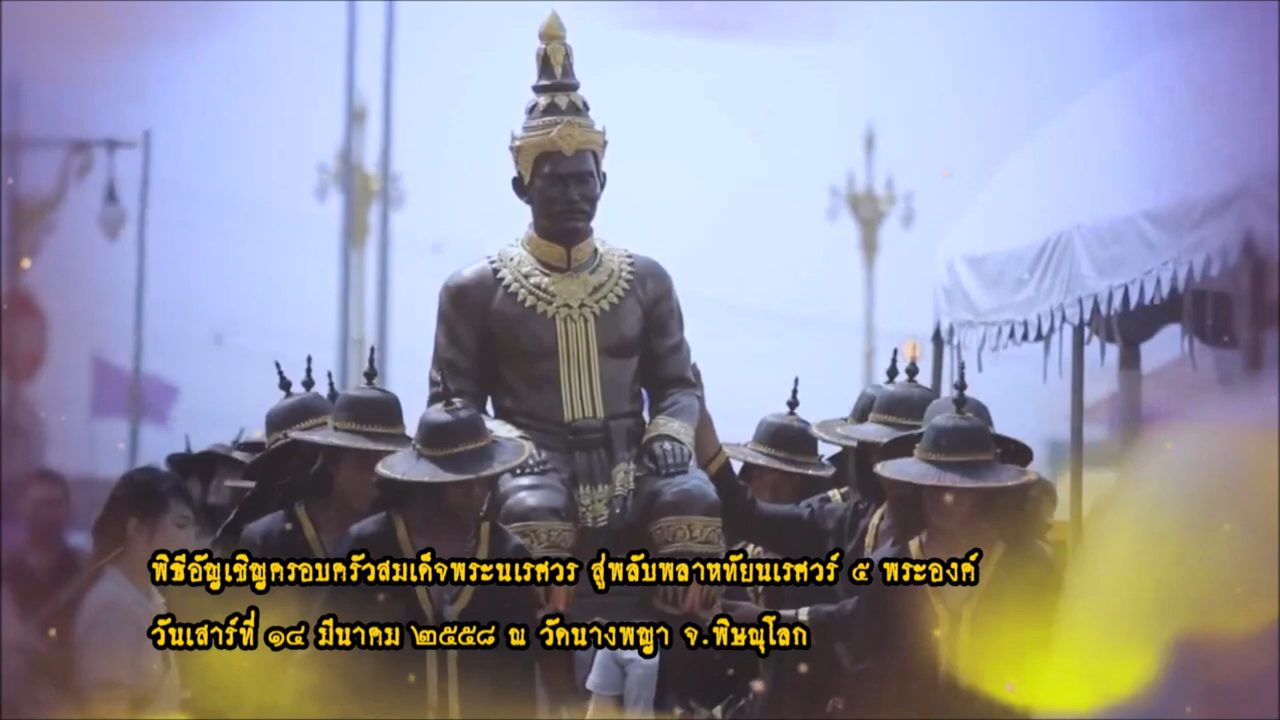 พิธีอัญเชิญครอบครัวสมเด็จพระนเรศวร สู่พลับพลาหทัยนเรศวร์ ๕ พระองค์
วันเสาร์ที่ ๑๔ มีนาคม ๒๕๕๘ ณ วัดนางพญา จ.พิษณุโลก